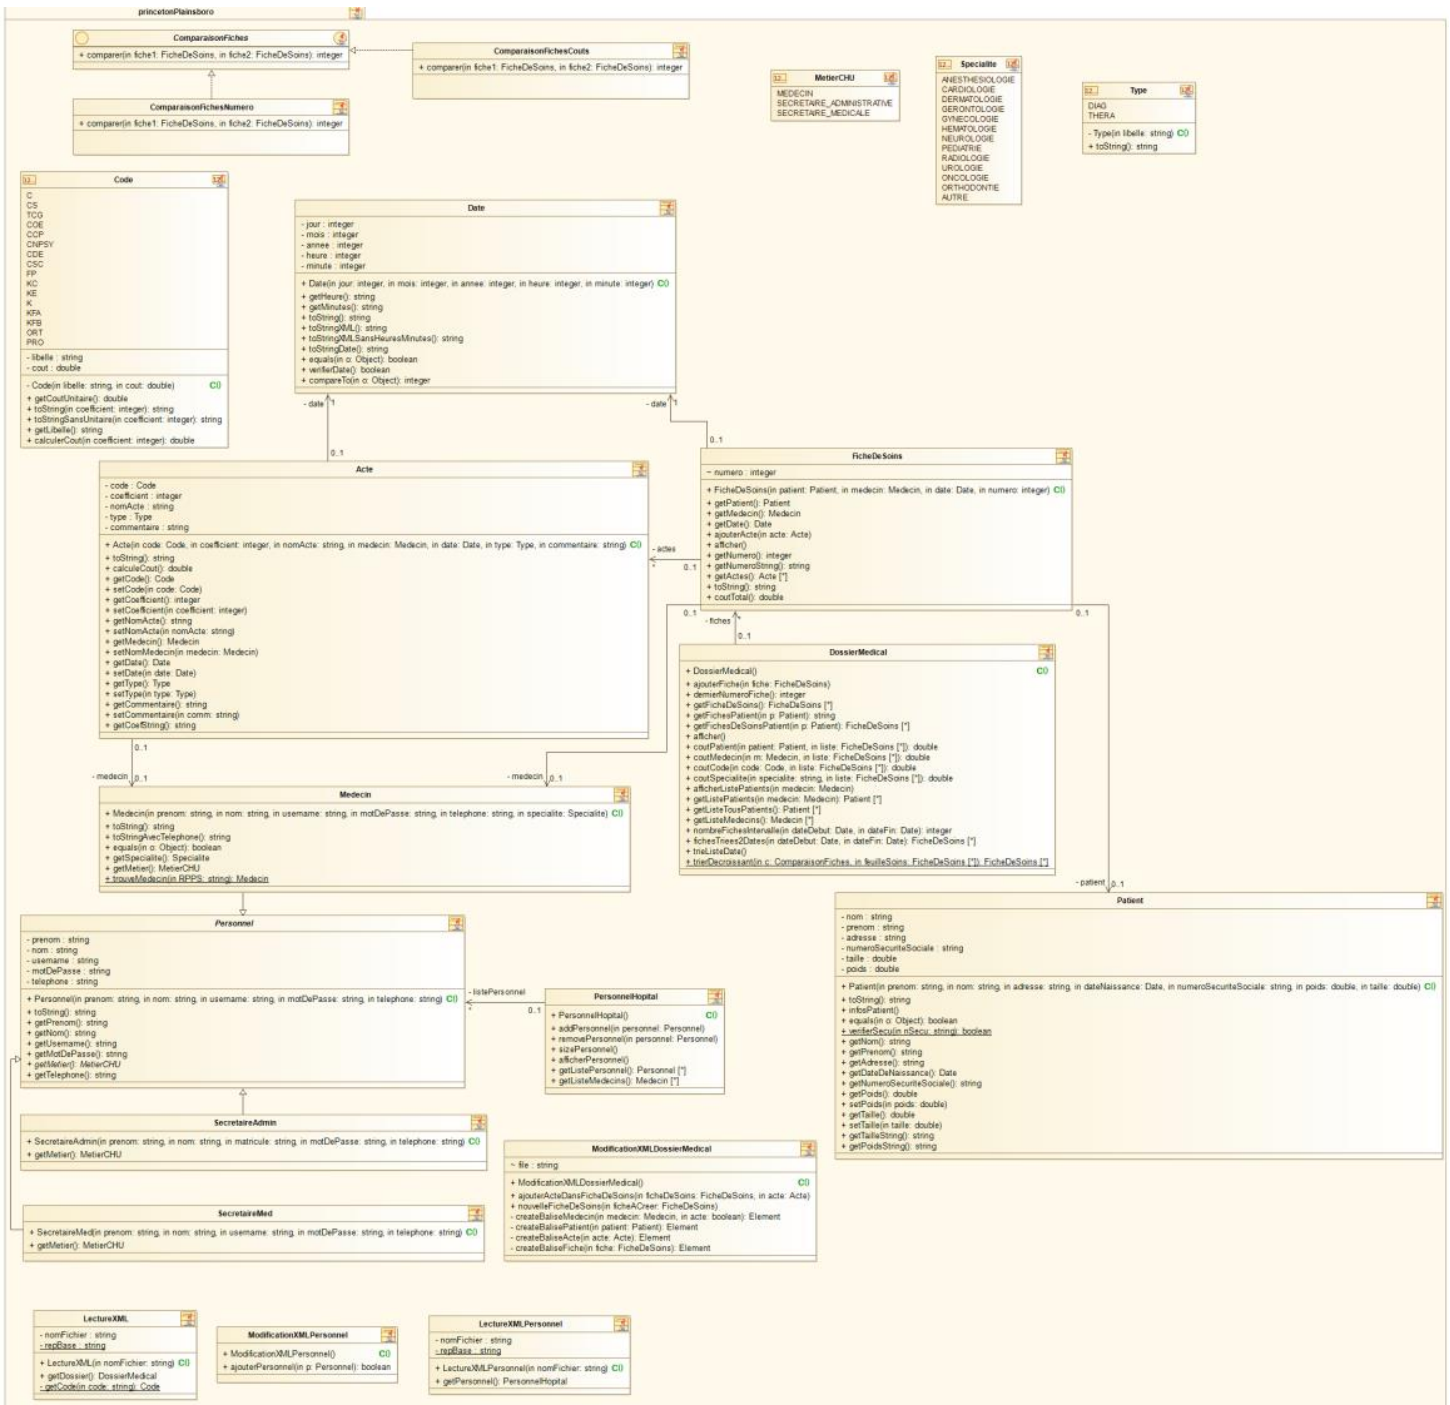 princetonPlainsboro
ComparaisonFiches
+ comparer(in fiche1: FicheDeSoins, in fiche2: FicheDeSoins): integer
ComparaisonFichesCouts
+ comparer(in fiche1: FicheDeSoins, in fiche2: FicheDeSoins): integer
ComparaisonFichesNumero
+ comparer(in fiche1: FicheDeSoins, in fiche2: FicheDeSoins): integer
MetierCHU
MEDECIN
SECRETAIRE_ADMINISTRATIVE
SECRETAIRE_MEDICALE
Specialite
ANESTHESIOLOGIE
CARDIOLOGIE
DERMATOLOGIE
GERONTOLOGIE
GYNECOLOGIE
HEMATOLOGIE
NEUROLOGIE
PEDIATRIE
RADIOLOGIE
UROLOGIE
ONCOLOGIE
ORTHODONTIE
AUTRE
Type
DIAG
THERA
- Type(in libelle: string) C()
+ toString(): string
Code
C
CS
TCG
COE
CCP
CNPSY
CDE
CSC
FP
KC
KE
K
KFA
KFB
ORT
PRO
- libelle : string
- cout : double
- Code(in libelle: string, in cout: double) C()
+ getCoutUnitaire(): double
+ toString(in coefficient: integer): string
+ toStringSansUnitaire(in coefficient: integer): string
+ getLibelle(): string
+ calculerCout(in coefficient: integer): double
Date
- jour : integer
- mois : integer
- annee : integer
- heure : integer
- minute : integer
+ Date(in jour: integer, in mois: integer, in annee: integer, in heure: integer, in minute: integer) C()
+ getHeure(): string
+ getMinutes(): string
+ toString(): string
+ toStringXML(): string
+ toStringXMLSansHeuresMinutes(): string
+ toStringDate(): string
+ equals(in o: Object): boolean
+ verifierDate(): boolean
+ compareTo(in o: Object): integer
- date 1
0..1
- date 1
0..1
Acte
- code : Code
- coefficient : integer
- nomActe : string
- type : Type
- commentaire : string
+ Acte(in code: Code, in coefficient: integer, in nomActe: string, in medecin: Medecin, in date: Date, in type: Type, in commentaire: string) C()
+ toString(): string
+ calculeCout(): double
+ getCode(): Code
+ setCode(in code: Code)
+ getCoefficient(): integer
+ setCoefficient(in coefficient: integer)
+ getNomActe(): string
+ setNomActe(in nomActe: string)
+ getMedecin(): Medecin
+ setNomMedecin(in medecin: Medecin)
+ getDate(): Date
+ setDate(in date: Date)
+ getType(): Type
+ setType(in type: Type)
+ getCommentaire(): string
+ setCommentaire(in comm: string)
+ getCoefString(): string
FicheDeSoins
~ numero : integer
+ FicheDeSoins(in patient: Patient, in medecin: Medecin, in date: Date, in numero: integer) C()
+ getPatient(): Patient
+ getMedecin(): Medecin
+ getDate(): Date
+ ajouterActe(in acte: Acte)
+ afficher()
+ getNumero(): integer
+ getNumeroString(): string
+ getActes(): Acte [*]
+ toString(): string
+ coutTotal(): double
- actes
* 0..1
0..1
0..1
- fiches *
0..1
DossierMedical
+ DossierMedical() C()
+ ajouterFiche(in fiche: FicheDeSoins)
+ dernierNumeroFiche(): integer
+ getFicheDeSoins(): FicheDeSoins [*]
+ getFichesPatient(in p: Patient): string
+ getFichesDeSoinsPatient(in p: Patient): FicheDeSoins [*]
+ afficher()
+ coutPatient(in patient: Patient, in liste: FicheDeSoins [*]): double
+ coutMedecin(in m: Medecin, in liste: FicheDeSoins [*]): double
+ coutCode(in code: Code, in liste: FicheDeSoins [*]): double
+ coutSpecialite(in specialite: string, in liste: FicheDeSoins [*]): double
+ afficherListePatients(in medecin: Medecin)
+ getListePatients(in medecin: Medecin): Patient [*]
+ getListeTousPatients(): Patient [*]
+ getListeMedecins(): Medecin [*]
+ nombreFichesIntervalle(in dateDebut: Date, in dateFin: Date): integer
+ fichesTriees2Dates(in dateDebut: Date, in dateFin: Date): FicheDeSoins [*]
+ trieListeDate()
+ trierDecroissant(in c: ComparaisonFiches, in feuilleSoins: FicheDeSoins [*]): FicheDeSoins [*]
0..1
- medecin 0..1
- medecin 0..1
Medecin
+ Medecin(in prenom: string, in nom: string, in username: string, in motDePasse: string, in telephone: string, in specialite: Specialite) C()
+ toString(): string
+ toStringAvecTelephone(): string
+ equals(in o: Object): boolean
+ getSpecialite(): Specialite
+ getMetier(): MetierCHU
+ trouveMedecin(in RPPS: string): Medecin
- patient 0..1
Patient
- nom : string
- prenom : string
- adresse : string
- numeroSecuriteSociale : string
- taille : double
- poids : double
+ Patient(in prenom: string, in nom: string, in adresse: string, in dateNaissance: Date, in numeroSecuriteSociale: string, in poids: double, in taille: double) C()
+ toString(): string
+ infosPatient()
+ equals(in o: Object): boolean
+ verifierSecu(in nSecu: string): boolean
+ getNom(): string
+ getPrenom(): string
+ getAdresse(): string
+ getDateDeNaissance(): Date
+ getNumeroSecuriteSociale(): string
+ getPoids(): double
+ setPoids(in poids: double)
+ getTaille(): double
+ setTaille(in taille: double)
+ getTailleString(): string
+ getPoidsString(): string
Personnel
- prenom : string
- nom : string
- username : string
- motDePasse : string
- telephone : string
+ Personnel(in prenom: string, in nom: string, in username: string, in motDePasse: string, in telephone: string) C()
+ toString(): string
+ getPrenom(): string
+ getNom(): string
+ getUsername(): string
+ getMotDePasse(): string
+ getMetier(): MetierCHU
+ getTelephone(): string
- listePersonnel
* 0..1
PersonnelHopital
+ PersonnelHopital() C()
+ addPersonnel(in personnel: Personnel)
+ removePersonnel(in personnel: Personnel)
+ sizePersonnel()
+ afficherPersonnel()
+ getListePersonnel(): Personnel [*]
+ getListeMedecins(): Medecin [*]
SecretaireAdmin
+ SecretaireAdmin(in prenom: string, in nom: string, in matricule: string, in motDePasse: string, in telephone: string) C()
+ getMetier(): MetierCHU
SecretaireMed
+ SecretaireMed(in prenom: string, in nom: string, in username: string, in motDePasse: string, in telephone: string) C()
+ getMetier(): MetierCHU
ModificationXMLDossierMedical
~ file : string
+ ModificationXMLDossierMedical() C()
+ ajouterActeDansFicheDeSoins(in ficheDeSoins: FicheDeSoins, in acte: Acte)
+ nouvelleFicheDeSoins(in ficheACreer: FicheDeSoins)
- createBaliseMedecin(in medecin: Medecin, in acte: boolean): Element
- createBalisePatient(in patient: Patient): Element
- createBaliseActe(in acte: Acte): Element
- createBaliseFiche(in fiche: FicheDeSoins): Element
LectureXML
- nomFichier : string
- repBase : string
+ LectureXML(in nomFichier: string) C()
+ getDossier(): DossierMedical
- getCode(in code: string): Code
ModificationXMLPersonnel
+ ModificationXMLPersonnel() C()
+ ajouterPersonnel(in p: Personnel): boolean
LectureXMLPersonnel
- nomFichier : string
- repBase : string
+ LectureXMLPersonnel(in nomFichier: string) C()
+ getPersonnel(): PersonnelHopital